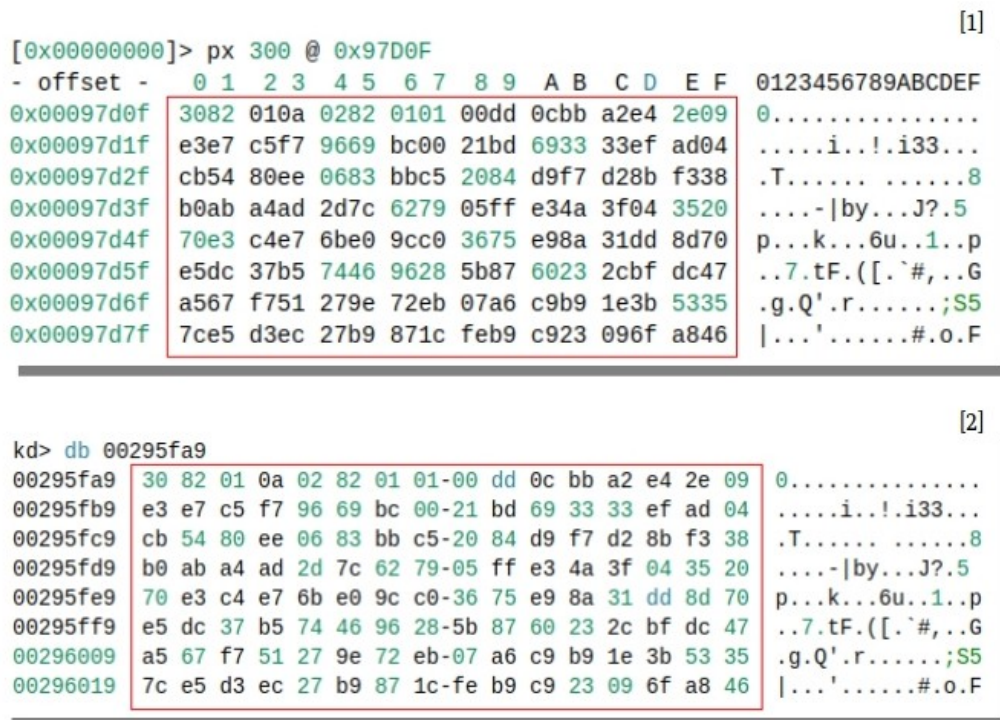 [1]
[0x00000000]> px 300 @ 0x97D0F
- offset -   0 1  2 3  4 5  6 7  8 9  A B  C D  E F  0123456789ABCDEF
0x00097d0f  3082 010a 0282 0101 00dd 0cbb a2e4 2e09  0...............
0x00097d1f  e3e7 c5f7 9669 bc00 21bd 6933 33ef ad04  .....i..!.i33...
0x00097d2f  cb54 80ee 0683 bbc5 2084 d9f7 d28b f338  .T...... ......8
0x00097d3f  b0ab a4ad 2d7c 6279 05ff e34a 3f04 3520  ....-|by...J?.5
0x00097d4f  70e3 c4e7 6be0 9cc0 3675 e98a 31dd 8d70  p...k...6u..1..p
0x00097d5f  e5dc 37b5 7446 9628 5b87 6023 2cbf dc47  ..7.tF.([.`#,..G
0x00097d6f  a567 f751 279e 72eb 07a6 c9b9 1e3b 5335  .g.Q'.r......;S5
0x00097d7f  7ce5 d3ec 27b9 871c feb9 c923 096f a846  |...'......#.o.F
[2]
kd> db 00295fa9
00295fa9  30 82 01 0a 02 82 01 01-00 dd 0c bb a2 e4 2e 09  0...............
00295fb9  e3 e7 c5 f7 96 69 bc 00-21 bd 69 33 33 ef ad 04  .....i..!.i33...
00295fc9  cb 54 80 ee 06 83 bb c5-20 84 d9 f7 d2 8b f3 38  .T...... ......8
00295fd9  b0 ab a4 ad 2d 7c 62 79-05 ff e3 4a 3f 04 35 20  ....-|by...J?.5
00295fe9  70 e3 c4 e7 6b e0 9c c0-36 75 e9 8a 31 dd 8d 70  p...k...6u..1..p
00295ff9  e5 dc 37 b5 74 46 96 28-5b 87 60 23 2c bf dc 47  ..7.tF.([.`#,..G
00296009  a5 67 f7 51 27 9e 72 eb-07 a6 c9 b9 1e 3b 53 35  .g.Q'.r......;S5
00296019  7c e5 d3 ec 27 b9 87 1c-fe b9 c9 23 09 6f a8 46  |...'......#.o.F